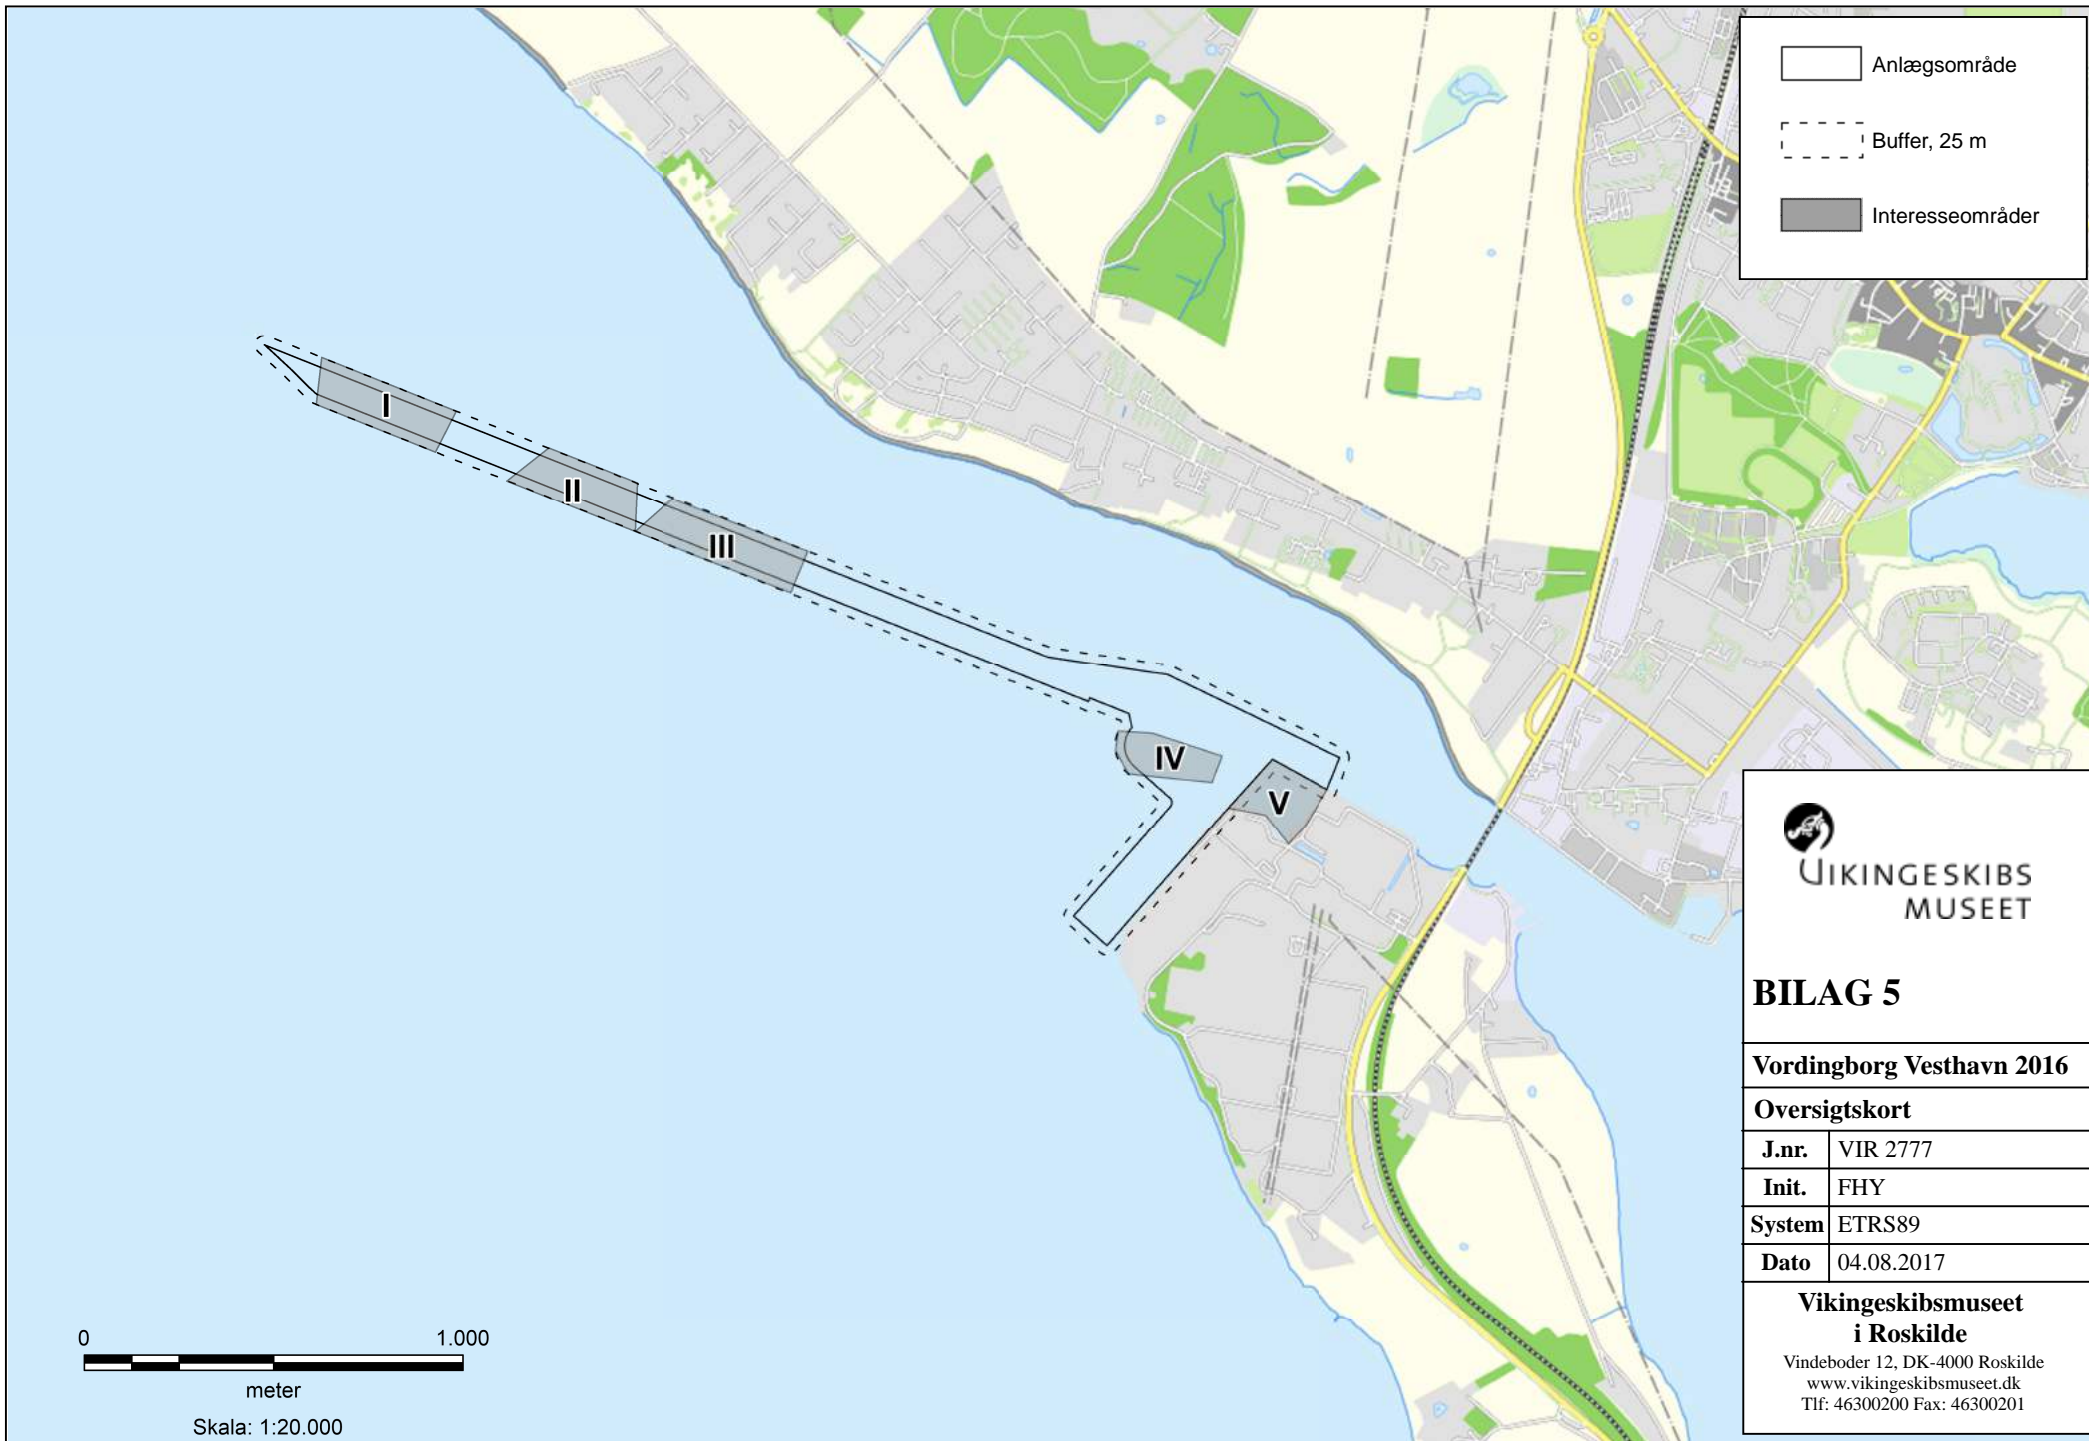 Anlægsområde
Buffer, 25 m
Interesseområder
I
II
III
IV
V
VIKINGESKIBS
MUSEET
BILAG 5
Vordingborg Vesthavn 2016
Oversigtskort
J.nr. VIR 2777
Init. FHY
System ETRS89
Dato 04.08.2017
Vikingeskibsmuseet
i Roskilde
Vindeboder 12, DK-4000 Roskilde
www.vikingeskibsmuseet.dk
Tlf: 46300200 Fax: 46300201
0 1.000
meter
Skala: 1:20.000